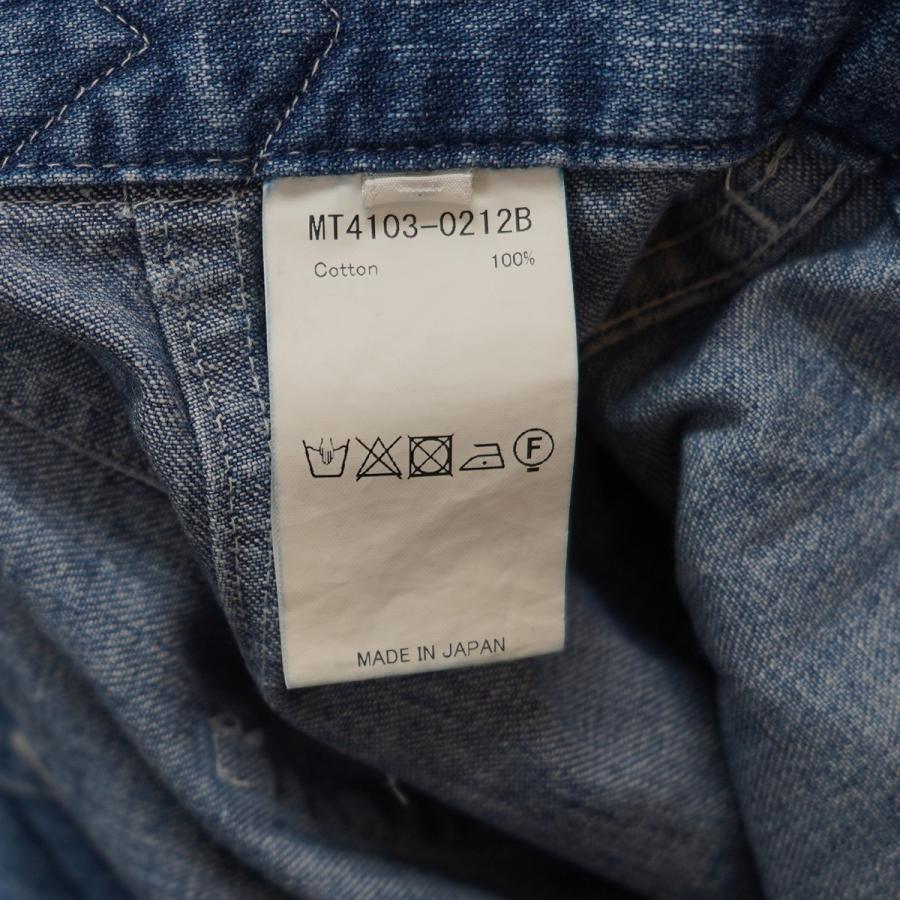 MT4103-0212B
Cotton 100%
F
MADE IN JAPAN